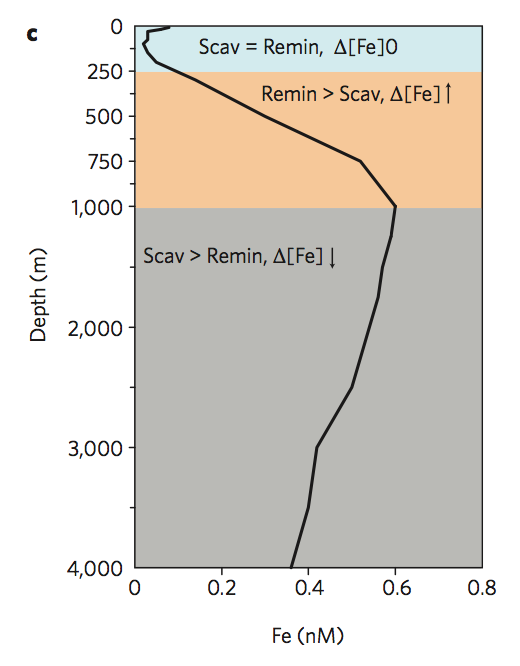 c
0
Scav = Remin, Δ[Fe]0
250
Remin > Scav, Δ[Fe]↑
500
750
1,000
Scav > Remin, Δ[Fe]↓
Depth (m)
2,000
3,000
4,000
0 0.2 0.4 0.6 0.8
Fe (nM)